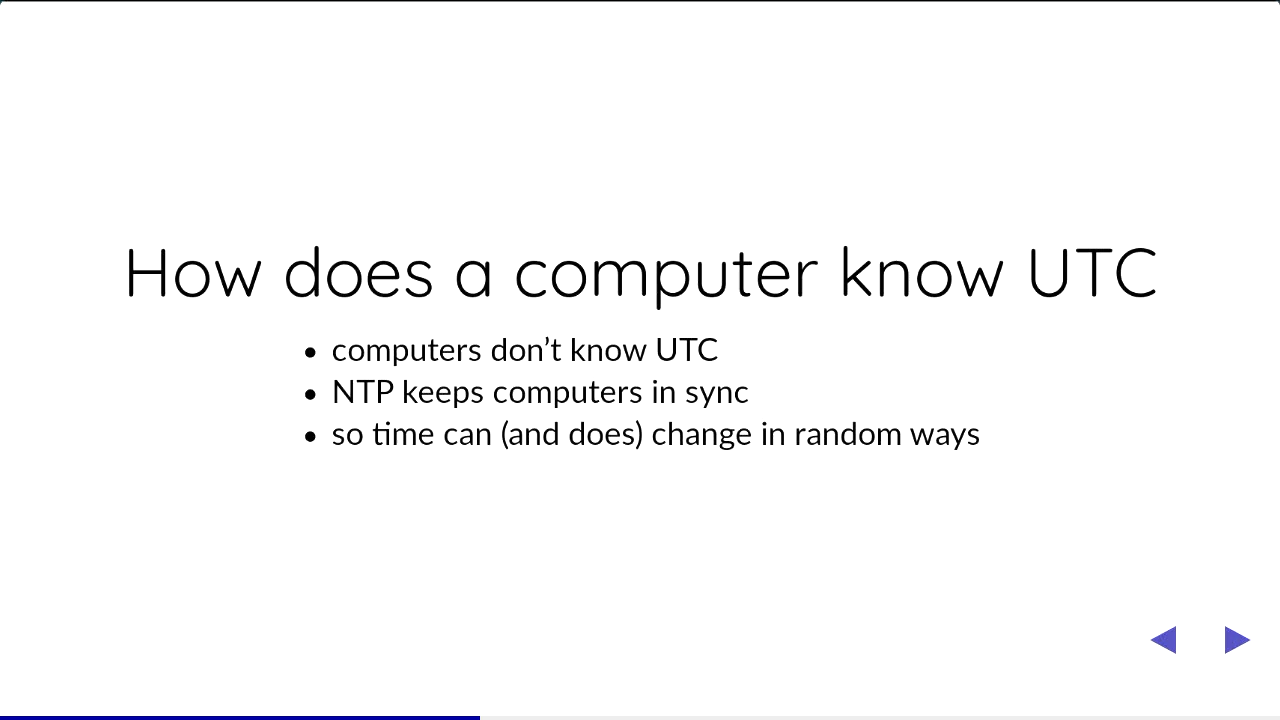 How does a computer know UTC
• computers don’t know UTC
• NTP keeps computers in sync
• so time can (and does) change in random ways